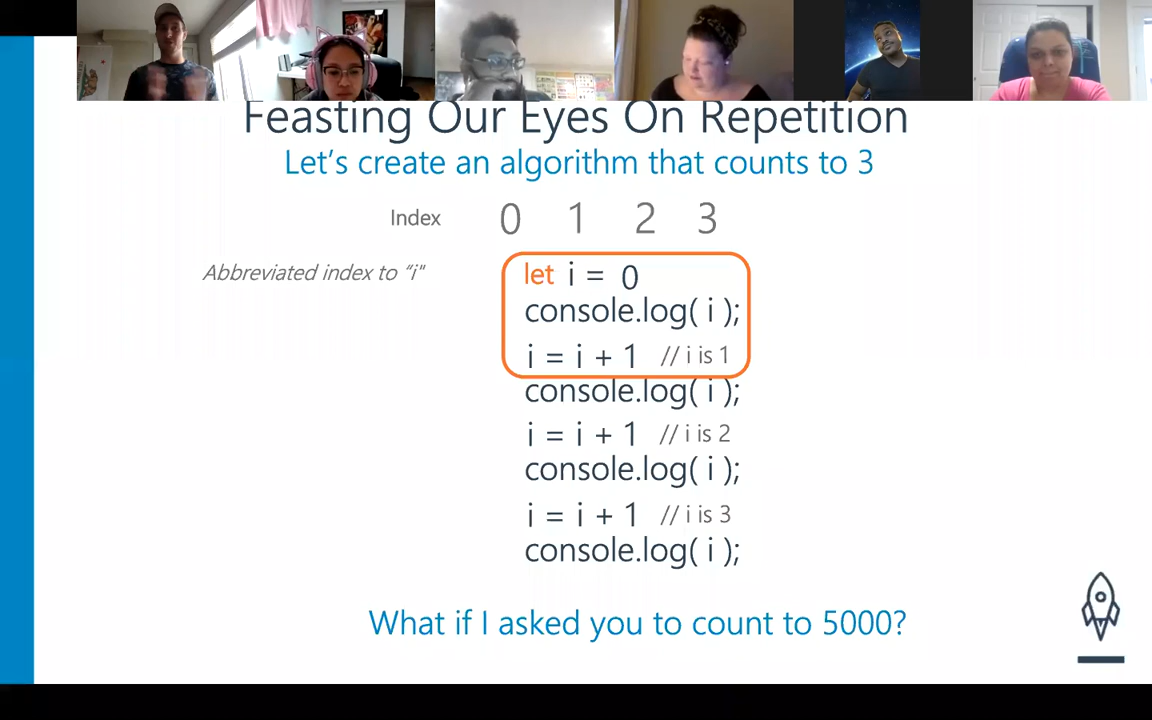 Feasting Our Eyes On Repetition
Let's create an algorithm that counts to 3
Index 0 1 2 3
Abbreviated index to “i"
let i = 0
console.log( i );
i = i + 1 // i is 1
console.log( i );
i = i + 1 // i is 2
console.log( i );
i = i + 1 // i is 3
console.log( i );
What if I asked you to count to 5000?